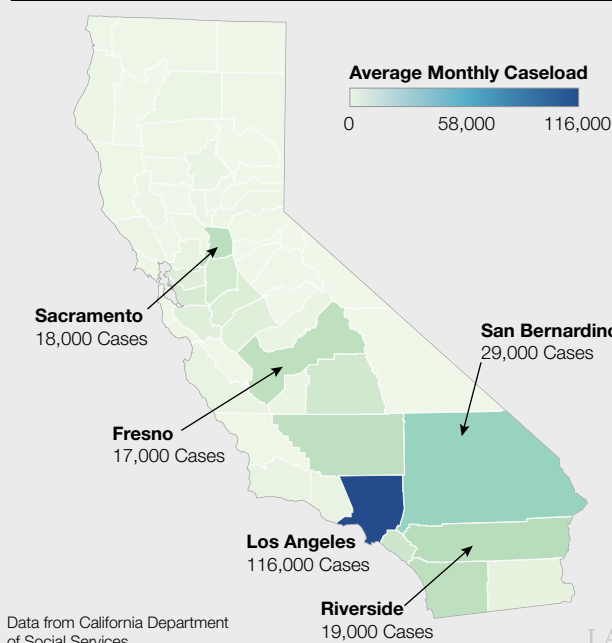 Average Monthly Caseload
0 58,000 116,000
Sacramento
18,000 Cases
San Bernardino
29,000 Cases
Fresno
17,000 Cases
Los Angeles
116,000 Cases
Riverside
19,000 Cases
Data from California Department
of Social Services
LA